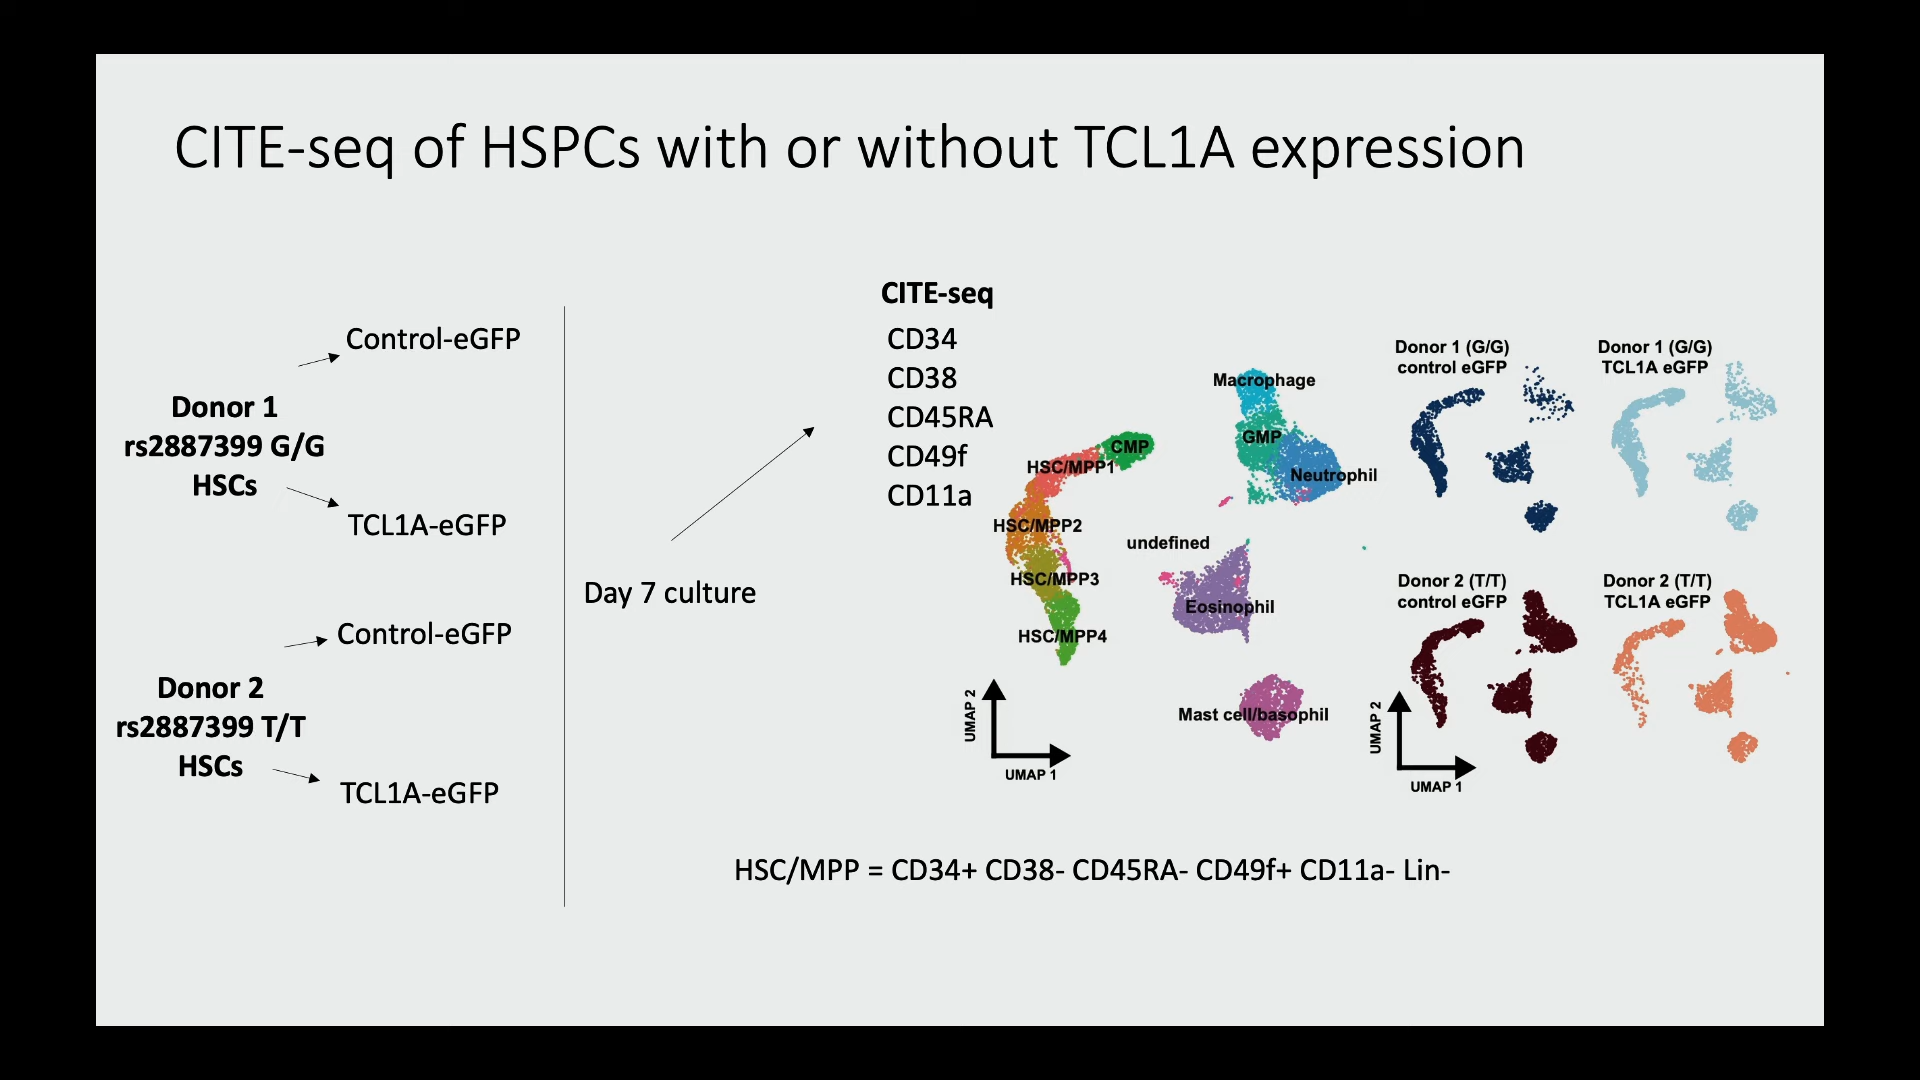 CITE-seq of HSPCs with or without TCL1A expression
Control-eGFP
Donor 1
rs2887399 G/G
HSCs
TCL1A-eGFP
Control-eGFP
Donor 2
rs2887399 T/T
HSCs
TCL1A-eGFP
Day 7 culture
CITE-seq
CD34
CD38
CD45RA
CD49f
CD11a
Macrophage
CMP
GMP
HSC/MPP1
Neutrophil
HSC/MPP2
undefined
HSC/MPP3
Eosinophil
HSC/MPP4
Mast cell/basophil
UMAP 2
UMAP 1
Donor 1 (G/G)
control eGFP
Donor 1 (G/G)
TCL1A eGFP
Donor 2 (T/T)
control eGFP
Donor 2 (T/T)
TCL1A eGFP
UMAP 2
UMAP 1
HSC/MPP = CD34+ CD38- CD45RA- CD49f+ CD11a- Lin-